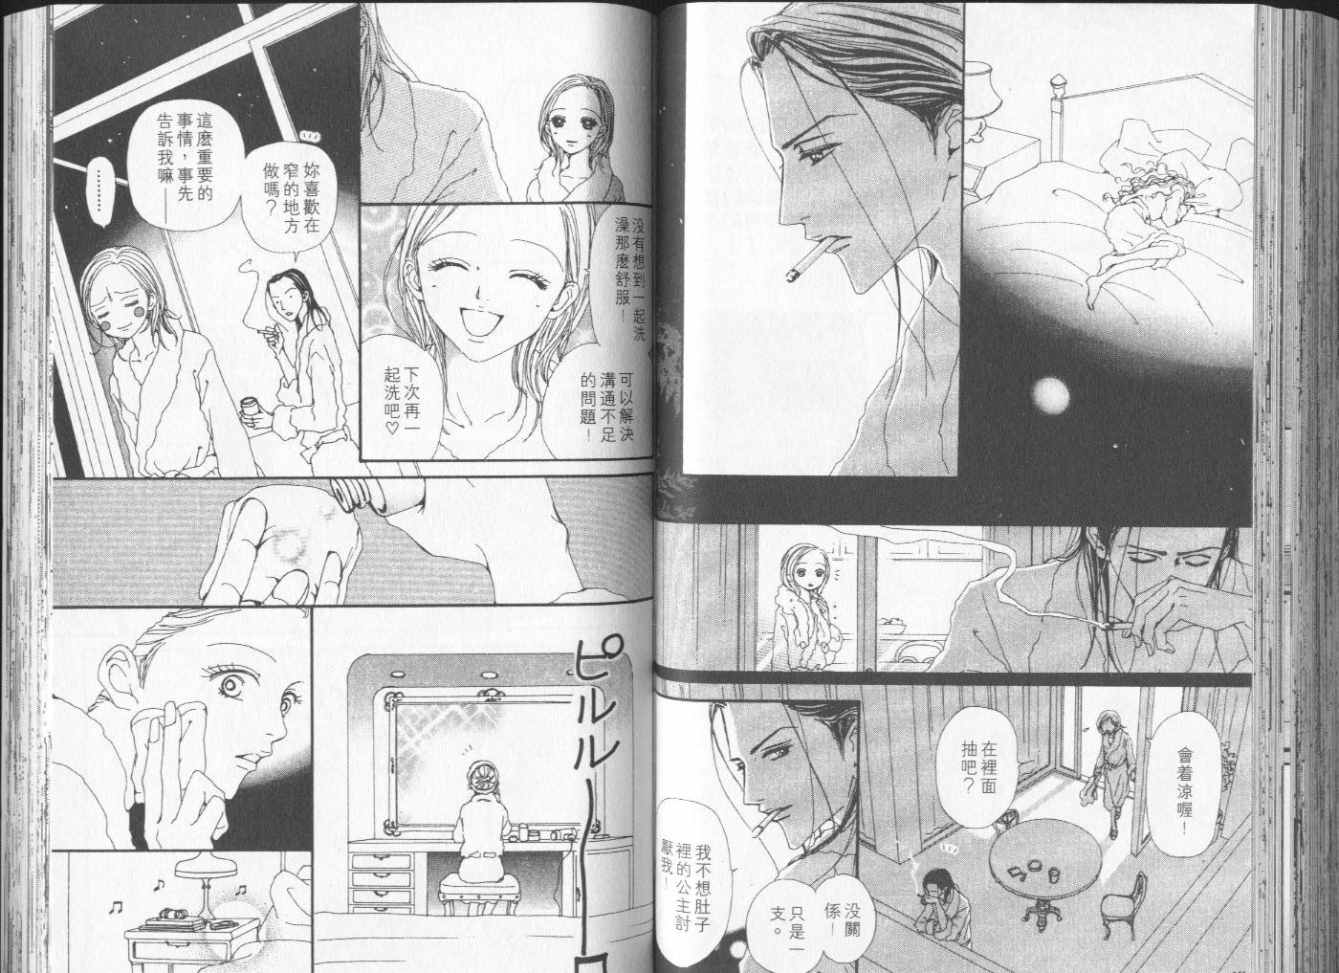 會着涼喔！
在裡面
抽吧？
没關
係！
只是一
支。
我不想肚子
裡的公主討
厭我！
没有想到一起洗
澡那麼舒服！
可以解決
溝通不足
的問題！
下次再一
起洗吧♡
妳喜歡在
窄的地方
做嗎？
這麼重要的
事情，事先
告訴我嘛——
………
ピルルー